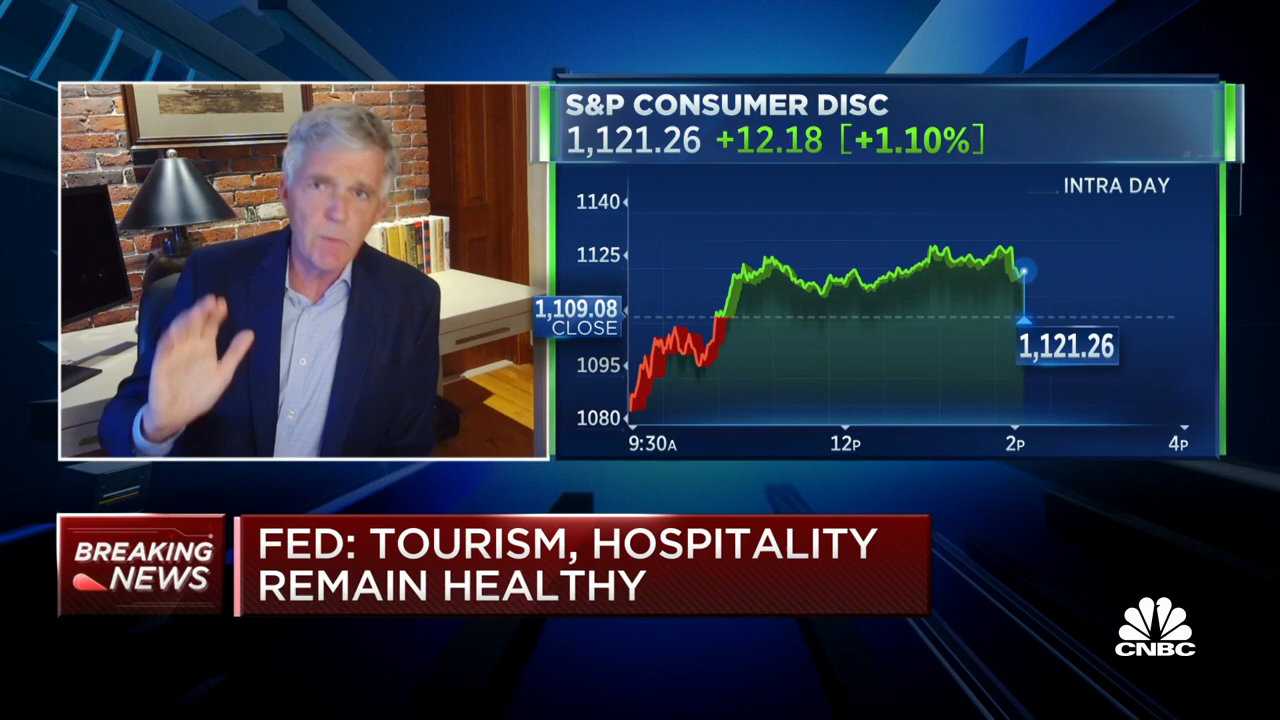 S&P CONSUMER DISC
1,121.26 +12.18 [+1.10%]
INTRA DAY
1140
1125
1,109.08
CLOSE
1095
1080
1,121.26
9:30A
12P
2P
4P
BREAKING
NEWS
FED: TOURISM, HOSPITALITY
REMAIN HEALTHY
CNBC